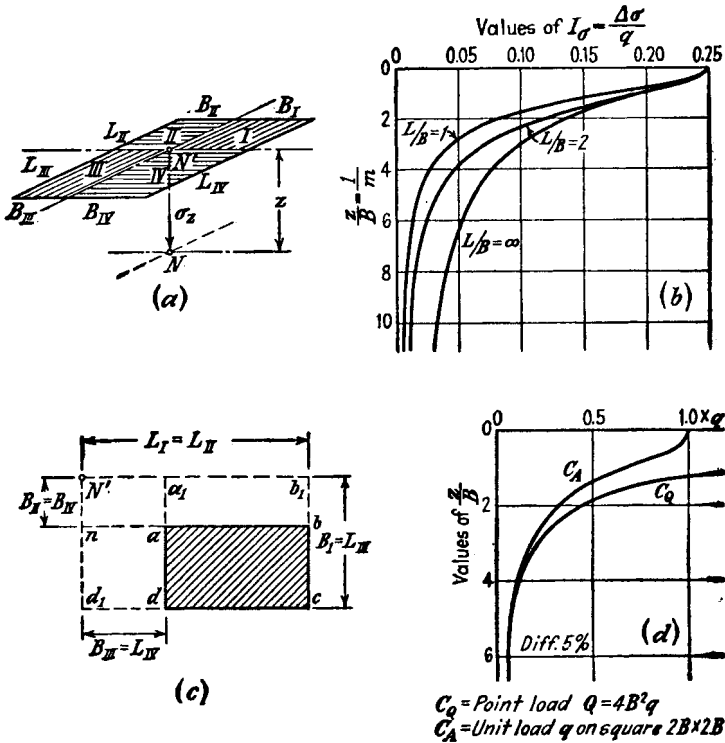 B_II B_I
L_II II I
L_III III N' IV L_IV
B_III B_IV σ_z z
N
(a)
Values of I_σ = Δσ/q
0 0.05 0.10 0.15 0.20 0.25
0
2
4
6
8
10
z/B = 1/m
L/B=1
L/B=2
L/B=∞
(b)
L_I = L_II
N' a_1 b_1
B_II=B_IV
n a b
B_I=L_III
d_1 d c
B_III=L_IV
(c)
0 0.5 1.0×q
Values of z/B
2
4
6
C_A
C_Q
Diff. 5%
(d)
C_Q = Point load Q = 4B²q
C_A = Unit load q on square 2B×2B